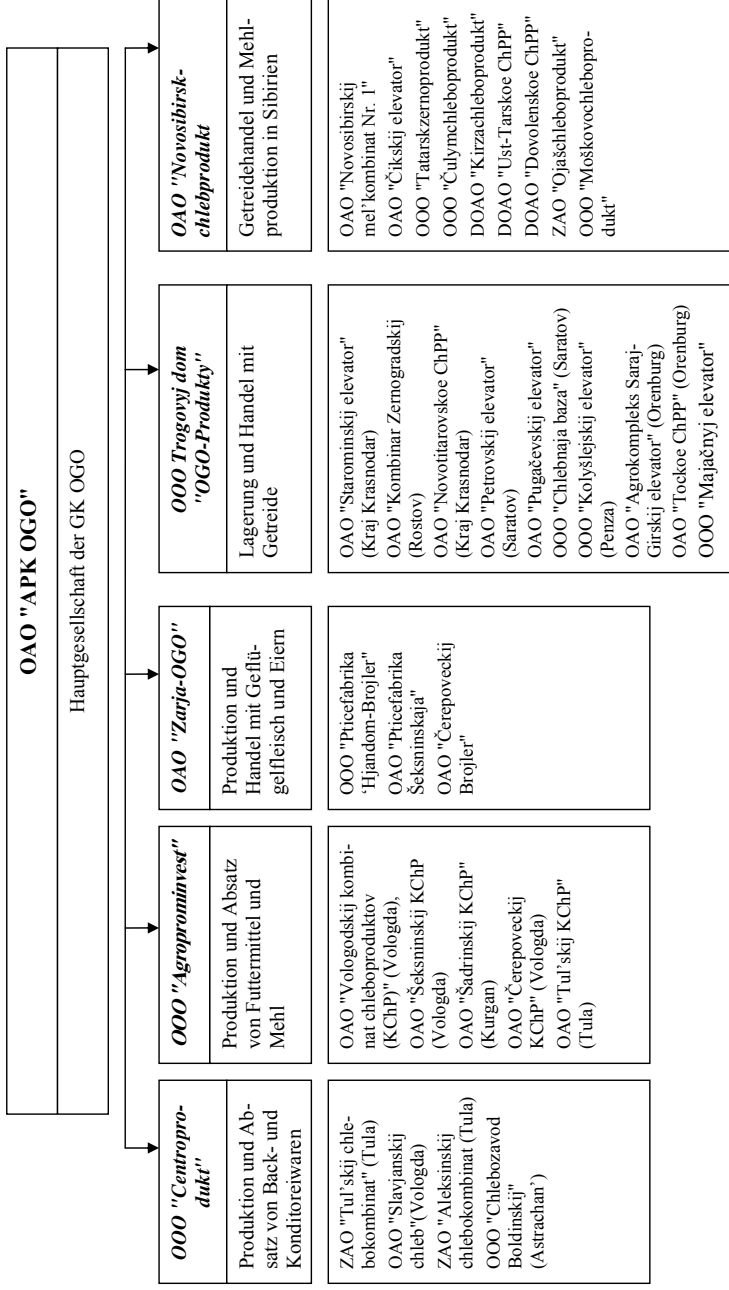 OAO "APK OGO"
Hauptgesellschaft der GK OGO
OOO "Centropro-
dukt"
Produktion und Ab-
satz von Back- und
Konditoreiwaren
ZAO "Tul'skij chle-
bokombinat" (Tula)
OAO "Slavjanskij
chleb"(Vologda)
ZAO "Aleksinskij
chlebokombinat (Tula)
OOO "Chlebozavod
Boldinskij"
(Astrachan')
OOO "Agroprominvest"
Produktion und Absatz
von Futtermittel und
Mehl
OAO "Vologodskij kombi-
nat chleboproduktov
(KChP)" (Vologda),
OAO "Šeksninskij KChP
(Vologda)
OAO "Šadrinskij KChP"
(Kurgan)
OAO "Čerepoveckij
KChP" (Vologda)
OAO "Tul'skij KChP"
(Tula)
OAO "Zarja-OGO"
Produktion und
Handel mit Geflü-
gelfleisch und Eiern
OOO "Pticefabrika
'Hjandom-Brojler"
OAO "Pticefabrika
Šeksninskaja"
OAO "Čerepoveckij
Brojler"
OOO Trogovyj dom
"OGO-Produkty"
Lagerung und Handel mit
Getreide
OAO "Starominskij elevator"
(Kraj Krasnodar)
OAO "Kombinar Zernogradskij
(Rostov)
OAO "Novotitarovskoe ChPP"
(Kraj Krasnodar)
OAO "Petrovskij elevator"
(Saratov)
OAO "Pugačevskij elevator"
OOO "Chlebnaja baza" (Saratov)
OOO "Kolyšlejskij elevator"
(Penza)
OAO "Agrokompleks Saraj-
Girskij elevator" (Orenburg)
OAO "Tockoe ChPP" (Orenburg)
OOO "Majačnyj elevator"
OAO "Novosibirsk-
chlebprodukt
Getreidehandel und Mehl-
produktion in Sibirien
OAO "Novosibirskij
mel'kombinat Nr. 1"
OAO "Čikskij elevator"
OOO "Tatarskzernoprodukt"
OOO "Čulymchleboprodukt"
DOAO "Kirzachleboprodukt"
DOAO "Ust-Tarskoe ChPP"
DOAO "Dovolenskoe ChPP"
ZAO "Ojašchleboprodukt"
OOO "Moškovochlebopro-
dukt"